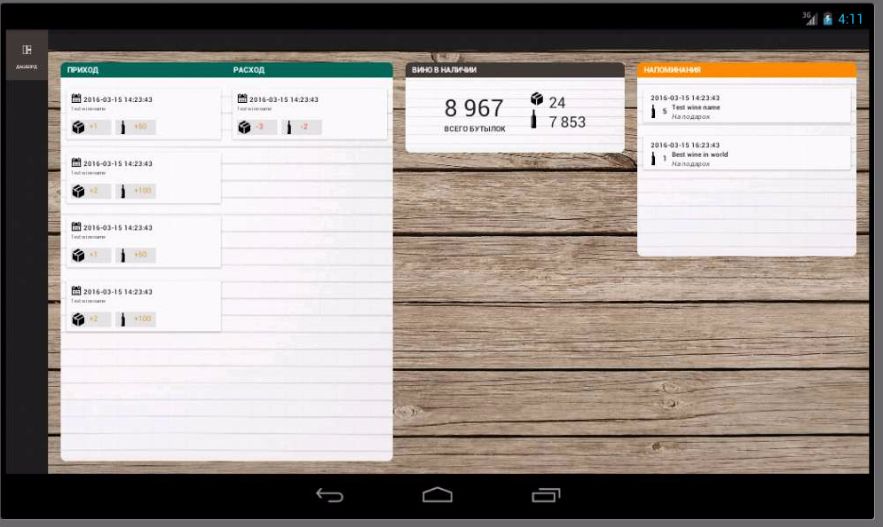 3G
4:11
ДАШБОРД
ПРИХОД
РАСХОД
2016-03-15 14:23:43
Test wine name
+1
+50
2016-03-15 14:23:43
Test wine name
-3
-2
2016-03-15 14:23:43
Test wine name
+2
+100
2016-03-15 14:23:43
Test wine name
+1
+50
2016-03-15 14:23:43
Test wine name
+2
+100
ВИНО В НАЛИЧИИ
8 967
ВСЕГО БУТЫЛОК
24
7 853
НАПОМИНАНИЯ
2016-03-15 14:23:43
5 Test wine name
На подарок
2016-03-15 16:23:43
1 Best wine in world
На подарок